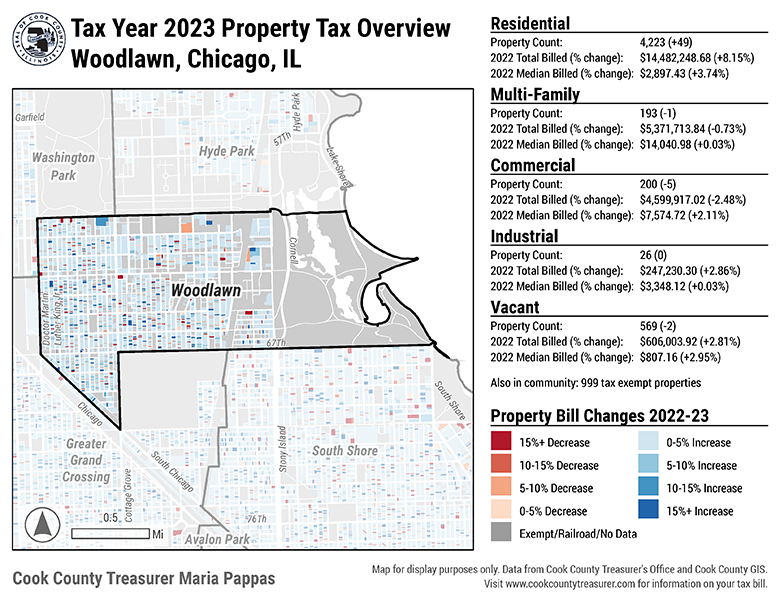 Tax Year 2023 Property Tax Overview
Woodlawn, Chicago, IL
Garfield
Washington
Park
Hyde Park
57Th
Hyde Park
Lake Shore
Cornell
Woodlawn
Doctor Martin
Luther King Jr
67Th
Chicago
South Chicago
Greater
Grand
Crossing
Cottage Grove
Stony Island
South Shore
South Shore
76Th
Avalon Park
0.5
Mi
Residential
Property Count: 4,223 (+49)
2022 Total Billed (% change): $14,482,248.68 (+8.15%)
2022 Median Billed (% change): $2,897.43 (+3.74%)
Multi-Family
Property Count: 193 (-1)
2022 Total Billed (% change): $5,371,713.84 (-0.73%)
2022 Median Billed (% change): $14,040.98 (+0.03%)
Commercial
Property Count: 200 (-5)
2022 Total Billed (% change): $4,599,917.02 (-2.48%)
2022 Median Billed (% change): $7,574.72 (+2.11%)
Industrial
Property Count: 26 (0)
2022 Total Billed (% change): $247,230.30 (+2.86%)
2022 Median Billed (% change): $3,348.12 (+0.03%)
Vacant
Property Count: 569 (-2)
2022 Total Billed (% change): $606,003.92 (+2.81%)
2022 Median Billed (% change): $807.16 (+2.95%)
Also in community: 999 tax exempt properties
Property Bill Changes 2022-23
15%+ Decrease
10-15% Decrease
5-10% Decrease
0-5% Decrease
Exempt/Railroad/No Data
0-5% Increase
5-10% Increase
10-15% Increase
15%+ Increase
Cook County Treasurer Maria Pappas
Map for display purposes only. Data from Cook County Treasurer's Office and Cook County GIS.
Visit www.cookcountytreasurer.com for information on your tax bill.